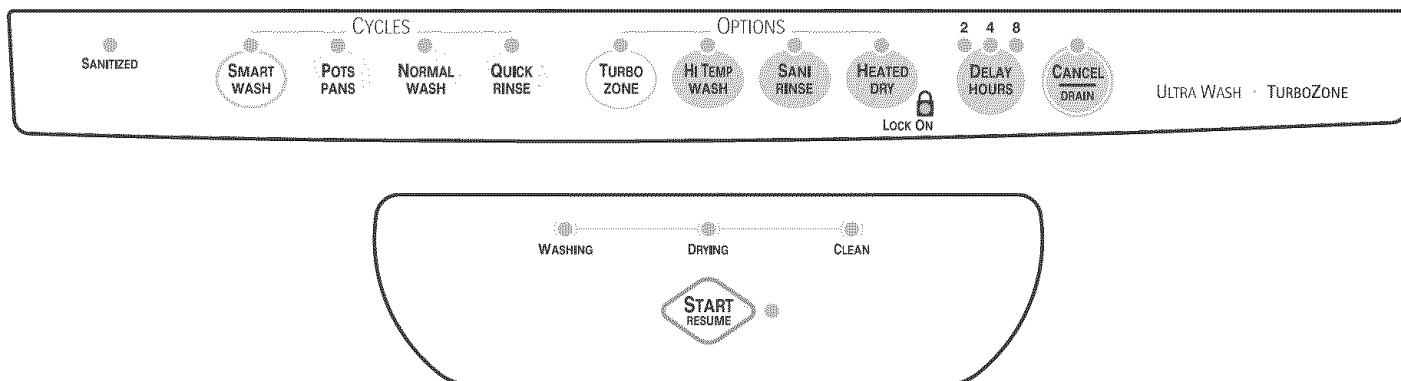 CYCLES
OPTIONS
2 4 8
SANITIZED
SMART
WASH
POTS
PANS
NORMAL
WASH
QUICK
RINSE
TURBO
ZONE
HI TEMP
WASH
SANI
RINSE
HEATED
DRY
LOCK ON
DELAY
HOURS
CANCEL
DRAIN
ULTRA WASH · TURBOZONE
WASHING
DRYING
CLEAN
START
RESUME